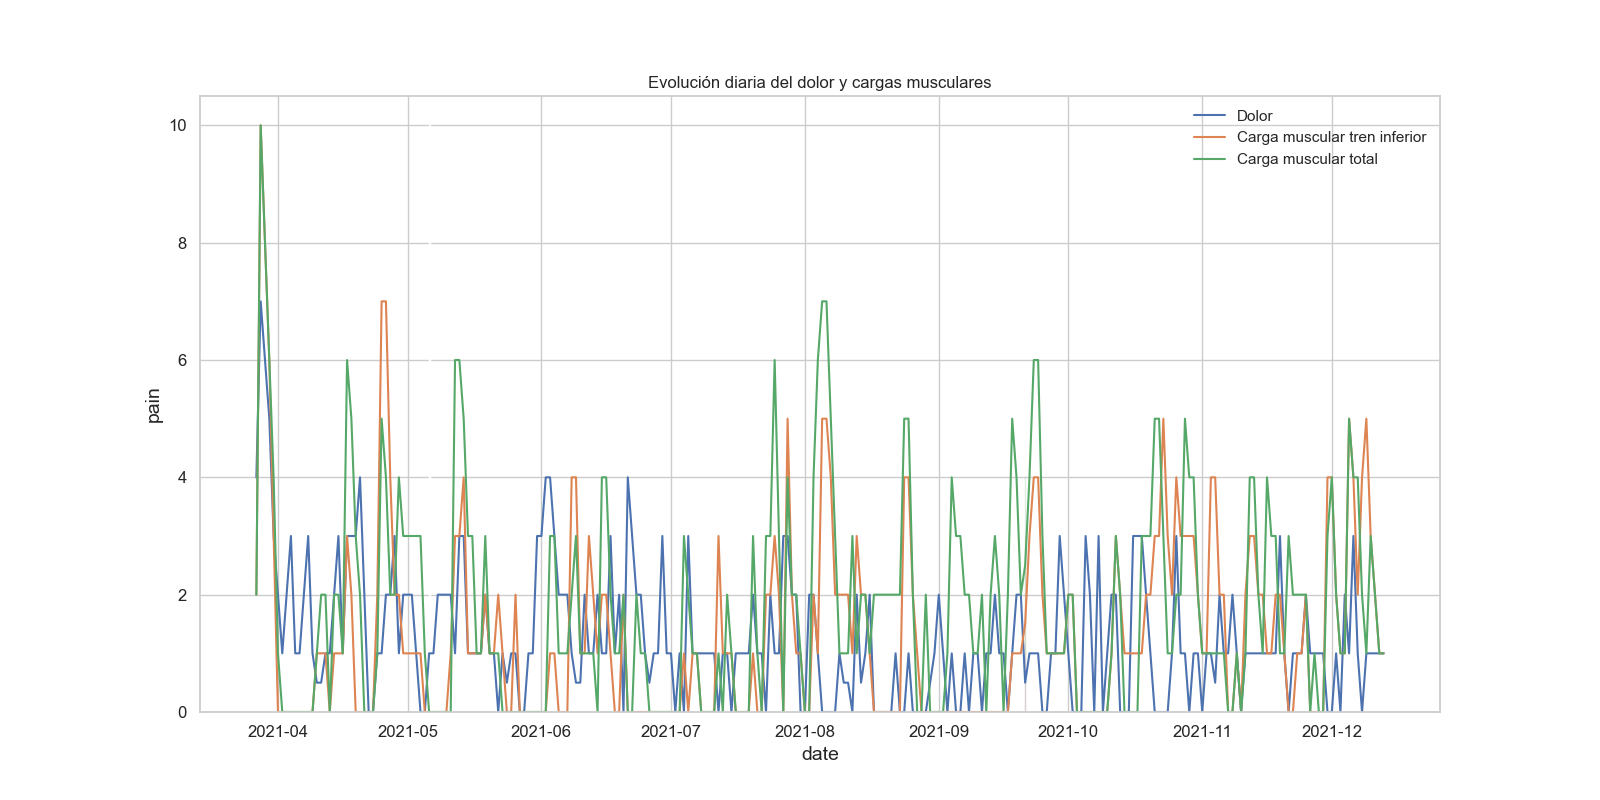 Evolución diaria del dolor y cargas musculares
Dolor
Carga muscular tren inferior
Carga muscular total
pain
10
8
6
4
2
0
2021-04
2021-05
2021-06
2021-07
2021-08
2021-09
2021-10
2021-11
2021-12
date